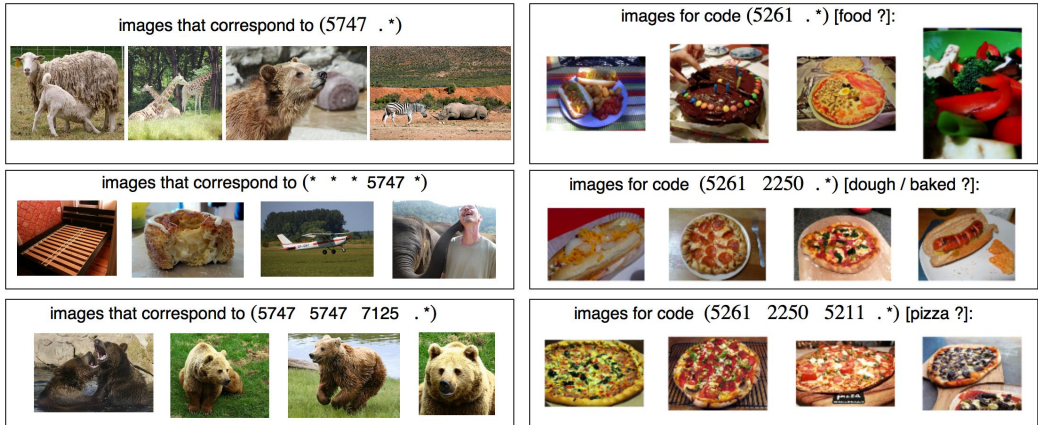 images that correspond to (5747 . *)
images that correspond to (* * * 5747 *)
images that correspond to (5747 5747 7125 . *)
images for code (5261 . *) [food ?]:
images for code (5261 2250 . *) [dough / baked ?]:
images for code (5261 2250 5211 . *) [pizza ?]: